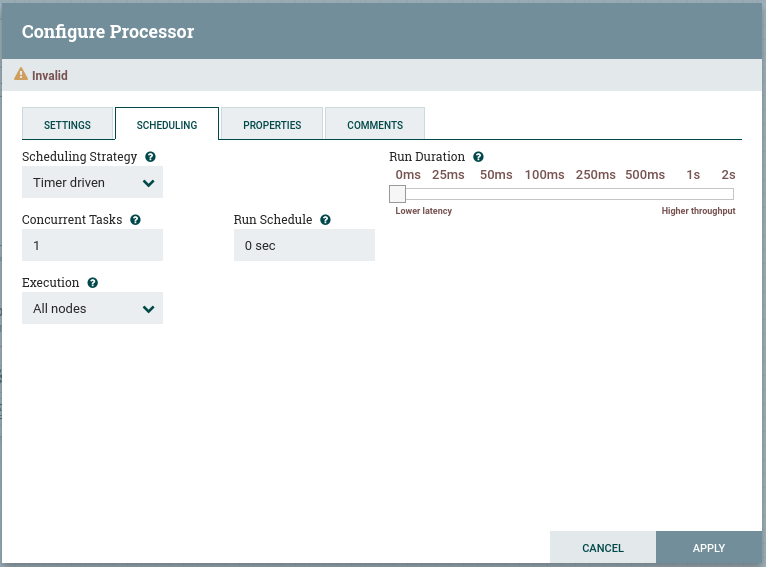 Configure Processor
Invalid
SETTINGS SCHEDULING PROPERTIES COMMENTS
Scheduling Strategy ?
Timer driven
Run Duration ?
0ms 25ms 50ms 100ms 250ms 500ms 1s 2s
Lower latency Higher throughput
Concurrent Tasks ?
1
Run Schedule ?
0 sec
Execution ?
All nodes
CANCEL APPLY